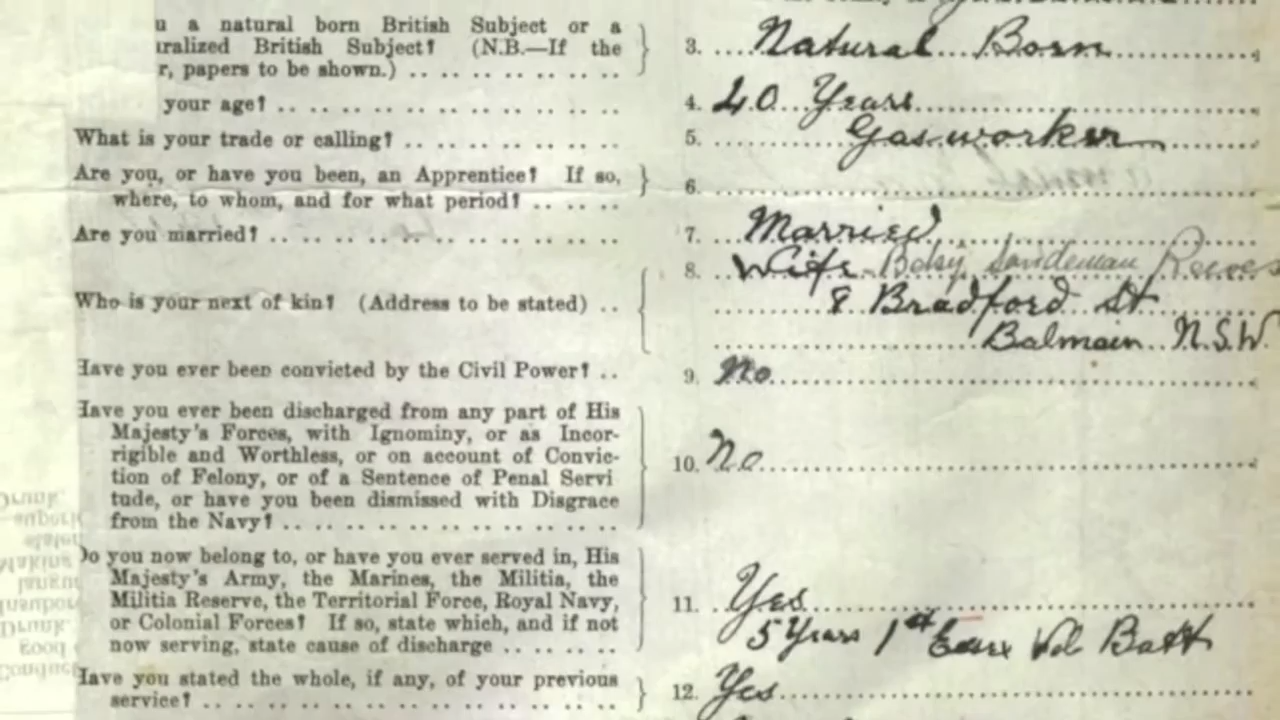 u a natural born British Subject or a
uralized British Subject? (N.B.—If the
r, papers to be shown.) 3. Natural Born
your age? 4. 40 Years
What is your trade or calling? 5. Gasworker
Are you, or have you been, an Apprentice? If so,
where, to whom, and for what period? 6.
Are you married? 7. Married
8. Wife Betsy Sandeman Reeves
Who is your next of kin? (Address to be stated) 8 Bradford St
Balmain N.S.W.
Have you ever been convicted by the Civil Power? 9. No
Have you ever been discharged from any part of His
Majesty's Forces, with Ignominy, or as Incor-
rigible and Worthless, or on account of Convic-
tion of Felony, or of a Sentence of Penal Servi
tude, or have you been dismissed with Disgrace
from the Navy? 10. No
Do you now belong to, or have you ever served in, His
Majesty's Army, the Marines, the Militia, the
Militia Reserve, the Territorial Force, Royal Navy,
or Colonial Forces? If so, state which, and if not
now serving, state cause of discharge 11. Yes
5 Years 1st Vol Batt
Have you stated the whole, if any, of your previous
service? 12. Yes